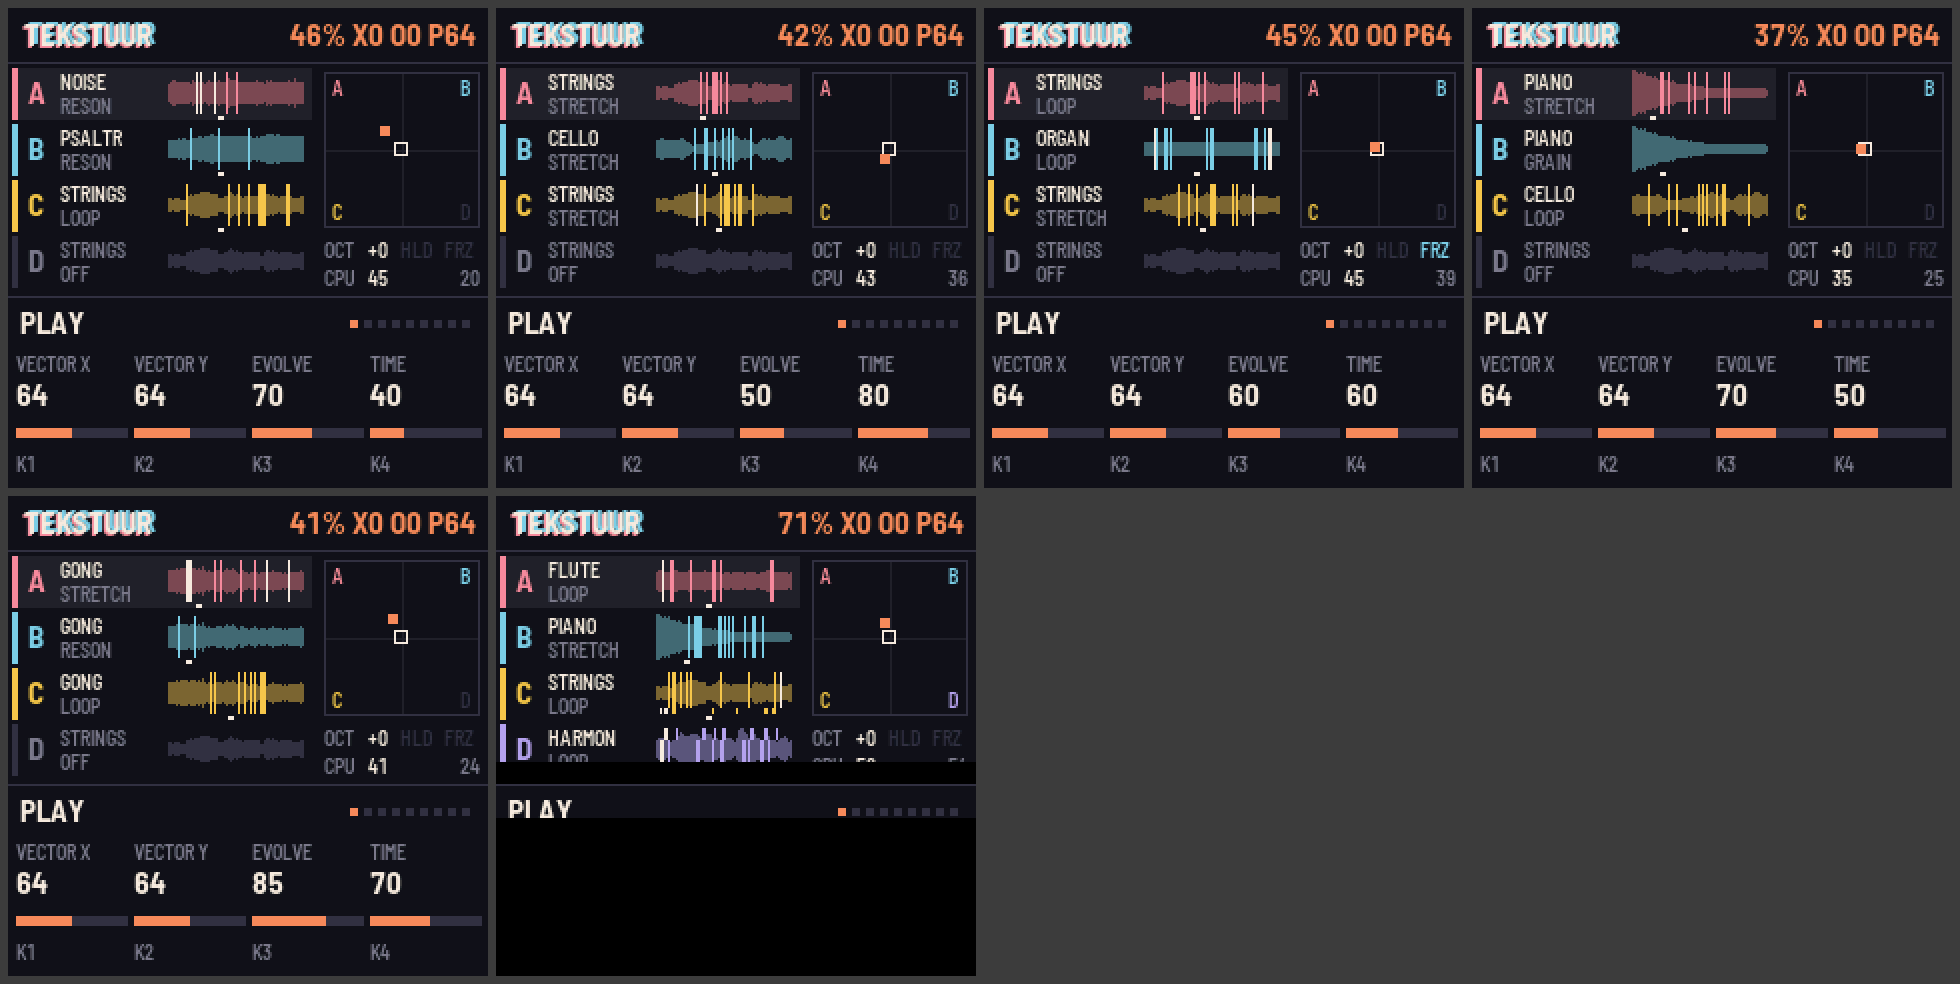 TEKSTUUR 46% X0 00 P64
A NOISE
RESON
B PSALTR
RESON
C STRINGS
LOOP
D STRINGS
OFF
A B
C D
OCT +0 HLD FRZ
CPU 45 20
PLAY
VECTOR X VECTOR Y EVOLVE TIME
64 64 70 40
K1 K2 K3 K4
TEKSTUUR 42% X0 00 P64
A STRINGS
STRETCH
B CELLO
STRETCH
C STRINGS
STRETCH
D STRINGS
OFF
A B
C D
OCT +0 HLD FRZ
CPU 43 36
PLAY
VECTOR X VECTOR Y EVOLVE TIME
64 64 50 80
K1 K2 K3 K4
TEKSTUUR 45% X0 00 P64
A STRINGS
LOOP
B ORGAN
LOOP
C STRINGS
STRETCH
D STRINGS
OFF
A B
C D
OCT +0 HLD FRZ
CPU 45 39
PLAY
VECTOR X VECTOR Y EVOLVE TIME
64 64 60 60
K1 K2 K3 K4
TEKSTUUR 37% X0 00 P64
A PIANO
STRETCH
B PIANO
GRAIN
C CELLO
LOOP
D STRINGS
OFF
A B
C D
OCT +0 HLD FRZ
CPU 35 25
PLAY
VECTOR X VECTOR Y EVOLVE TIME
64 64 70 50
K1 K2 K3 K4
TEKSTUUR 41% X0 00 P64
A GONG
STRETCH
B GONG
RESON
C GONG
LOOP
D STRINGS
OFF
A B
C D
OCT +0 HLD FRZ
CPU 41 24
PLAY
VECTOR X VECTOR Y EVOLVE TIME
64 64 85 70
K1 K2 K3 K4
TEKSTUUR 71% X0 00 P64
A FLUTE
LOOP
B PIANO
STRETCH
C STRINGS
LOOP
D HARMON
LOOP
A B
C D
OCT +0 HLD FRZ
PLAY